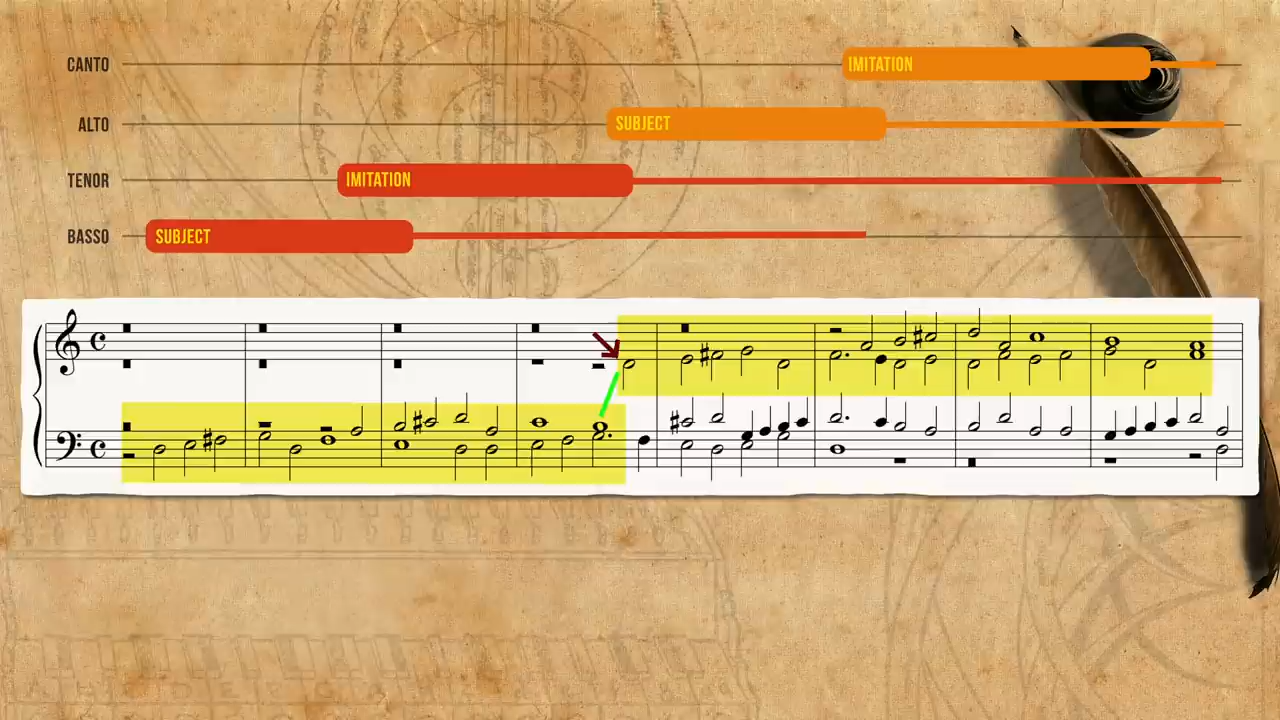 CANTO IMITATION
ALTO SUBJECT
TENOR IMITATION
BASSO SUBJECT